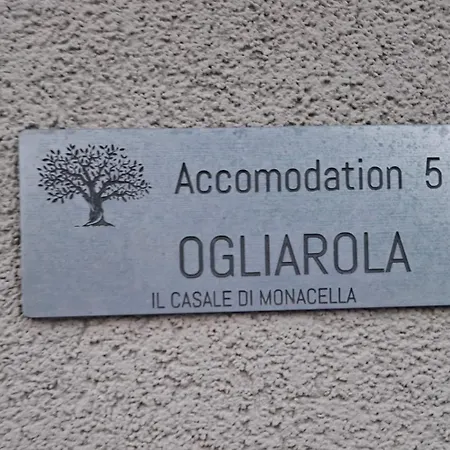 Accomodation 5
OGLIAROLA
IL CASALE DI MONACELLA